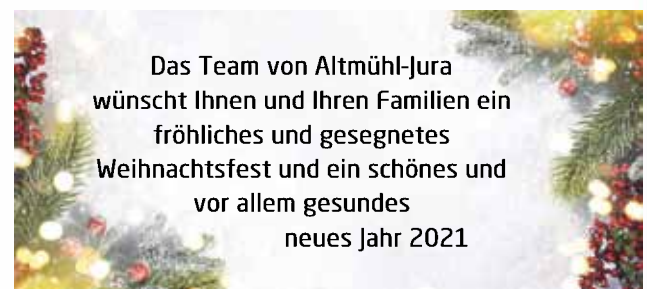 Das Team von Altmühl-Jura
wünscht Ihnen und Ihren Familien ein
fröhliches und gesegnetes
Weihnachtsfest und ein schönes und
vor allem gesundes
neues Jahr 2021